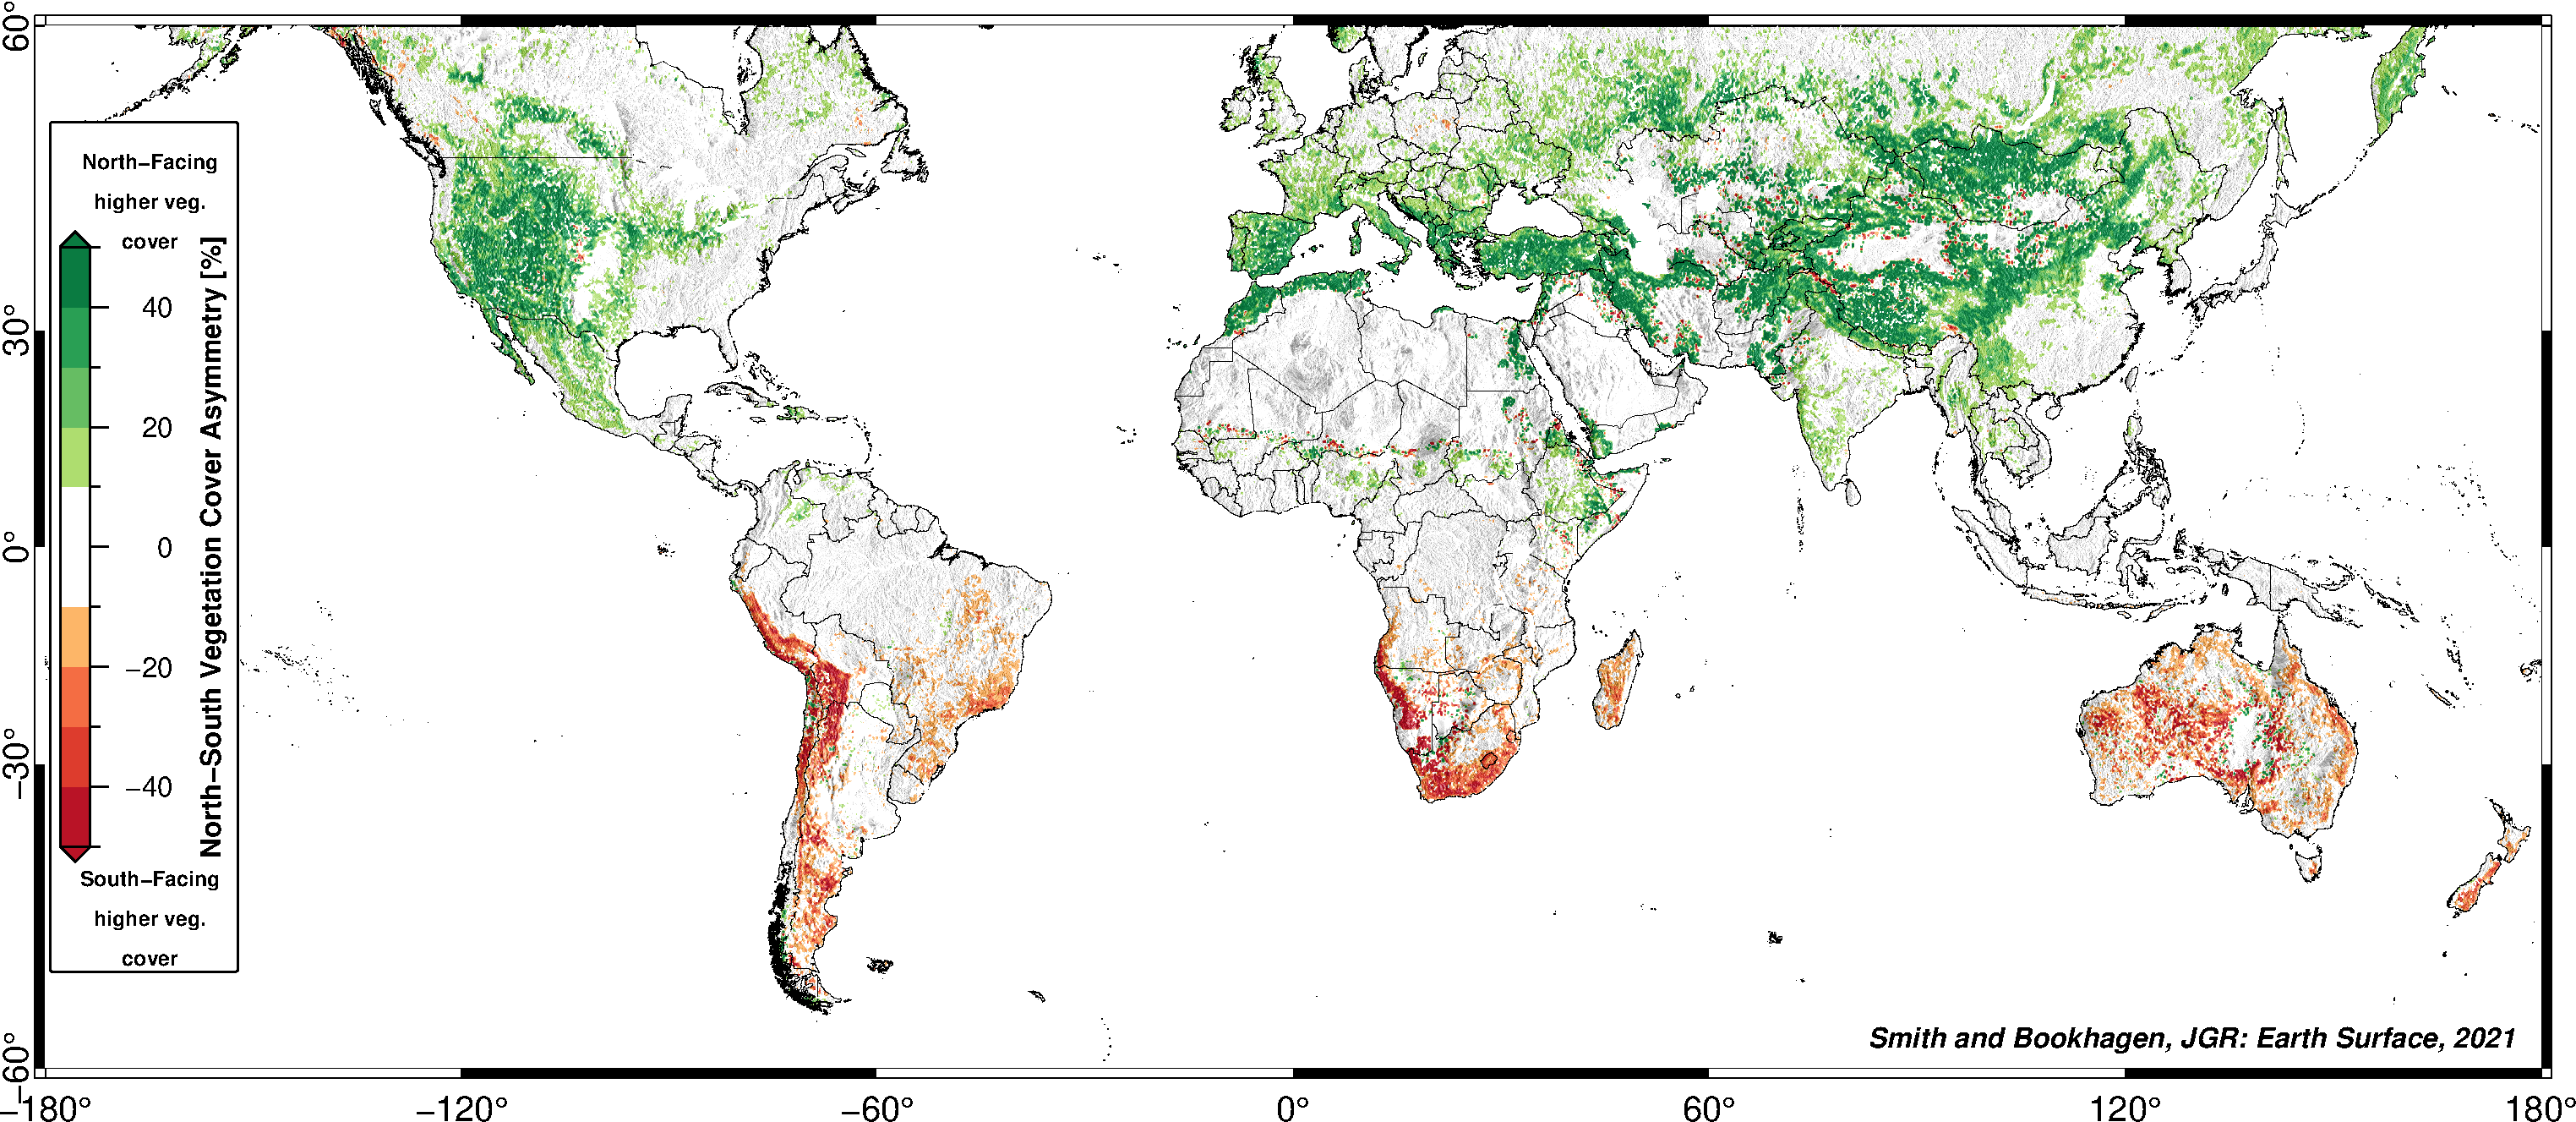 60°
30°
0°
−30°
−60°
North−Facing
higher veg.
cover
40
20
0
−20
−40
North−South Vegetation Cover Asymmetry [%]
South−Facing
higher veg.
cover
Smith and Bookhagen, JGR: Earth Surface, 2021
−180°
−120°
−60°
0°
60°
120°
180°